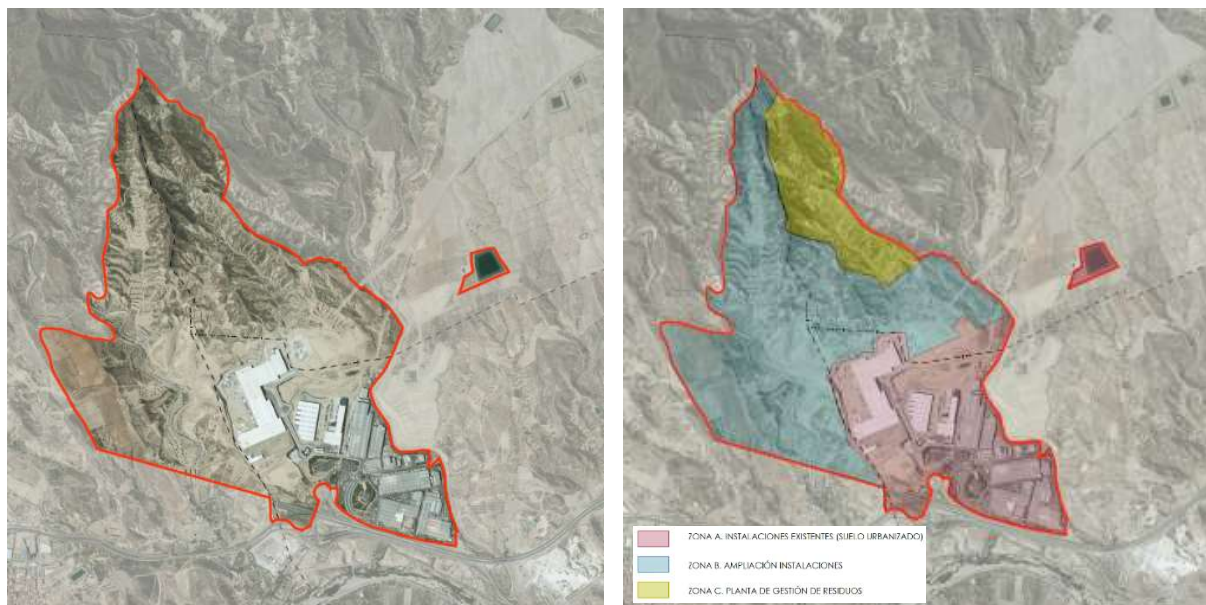 ZONA A. INSTALACIONES EXISTENTES (SUELO URBANIZADO)
ZONA B. AMPLIACIÓN INSTALACIONES
ZONA C. PLANTA DE GESTIÓN DE RESIDUOS